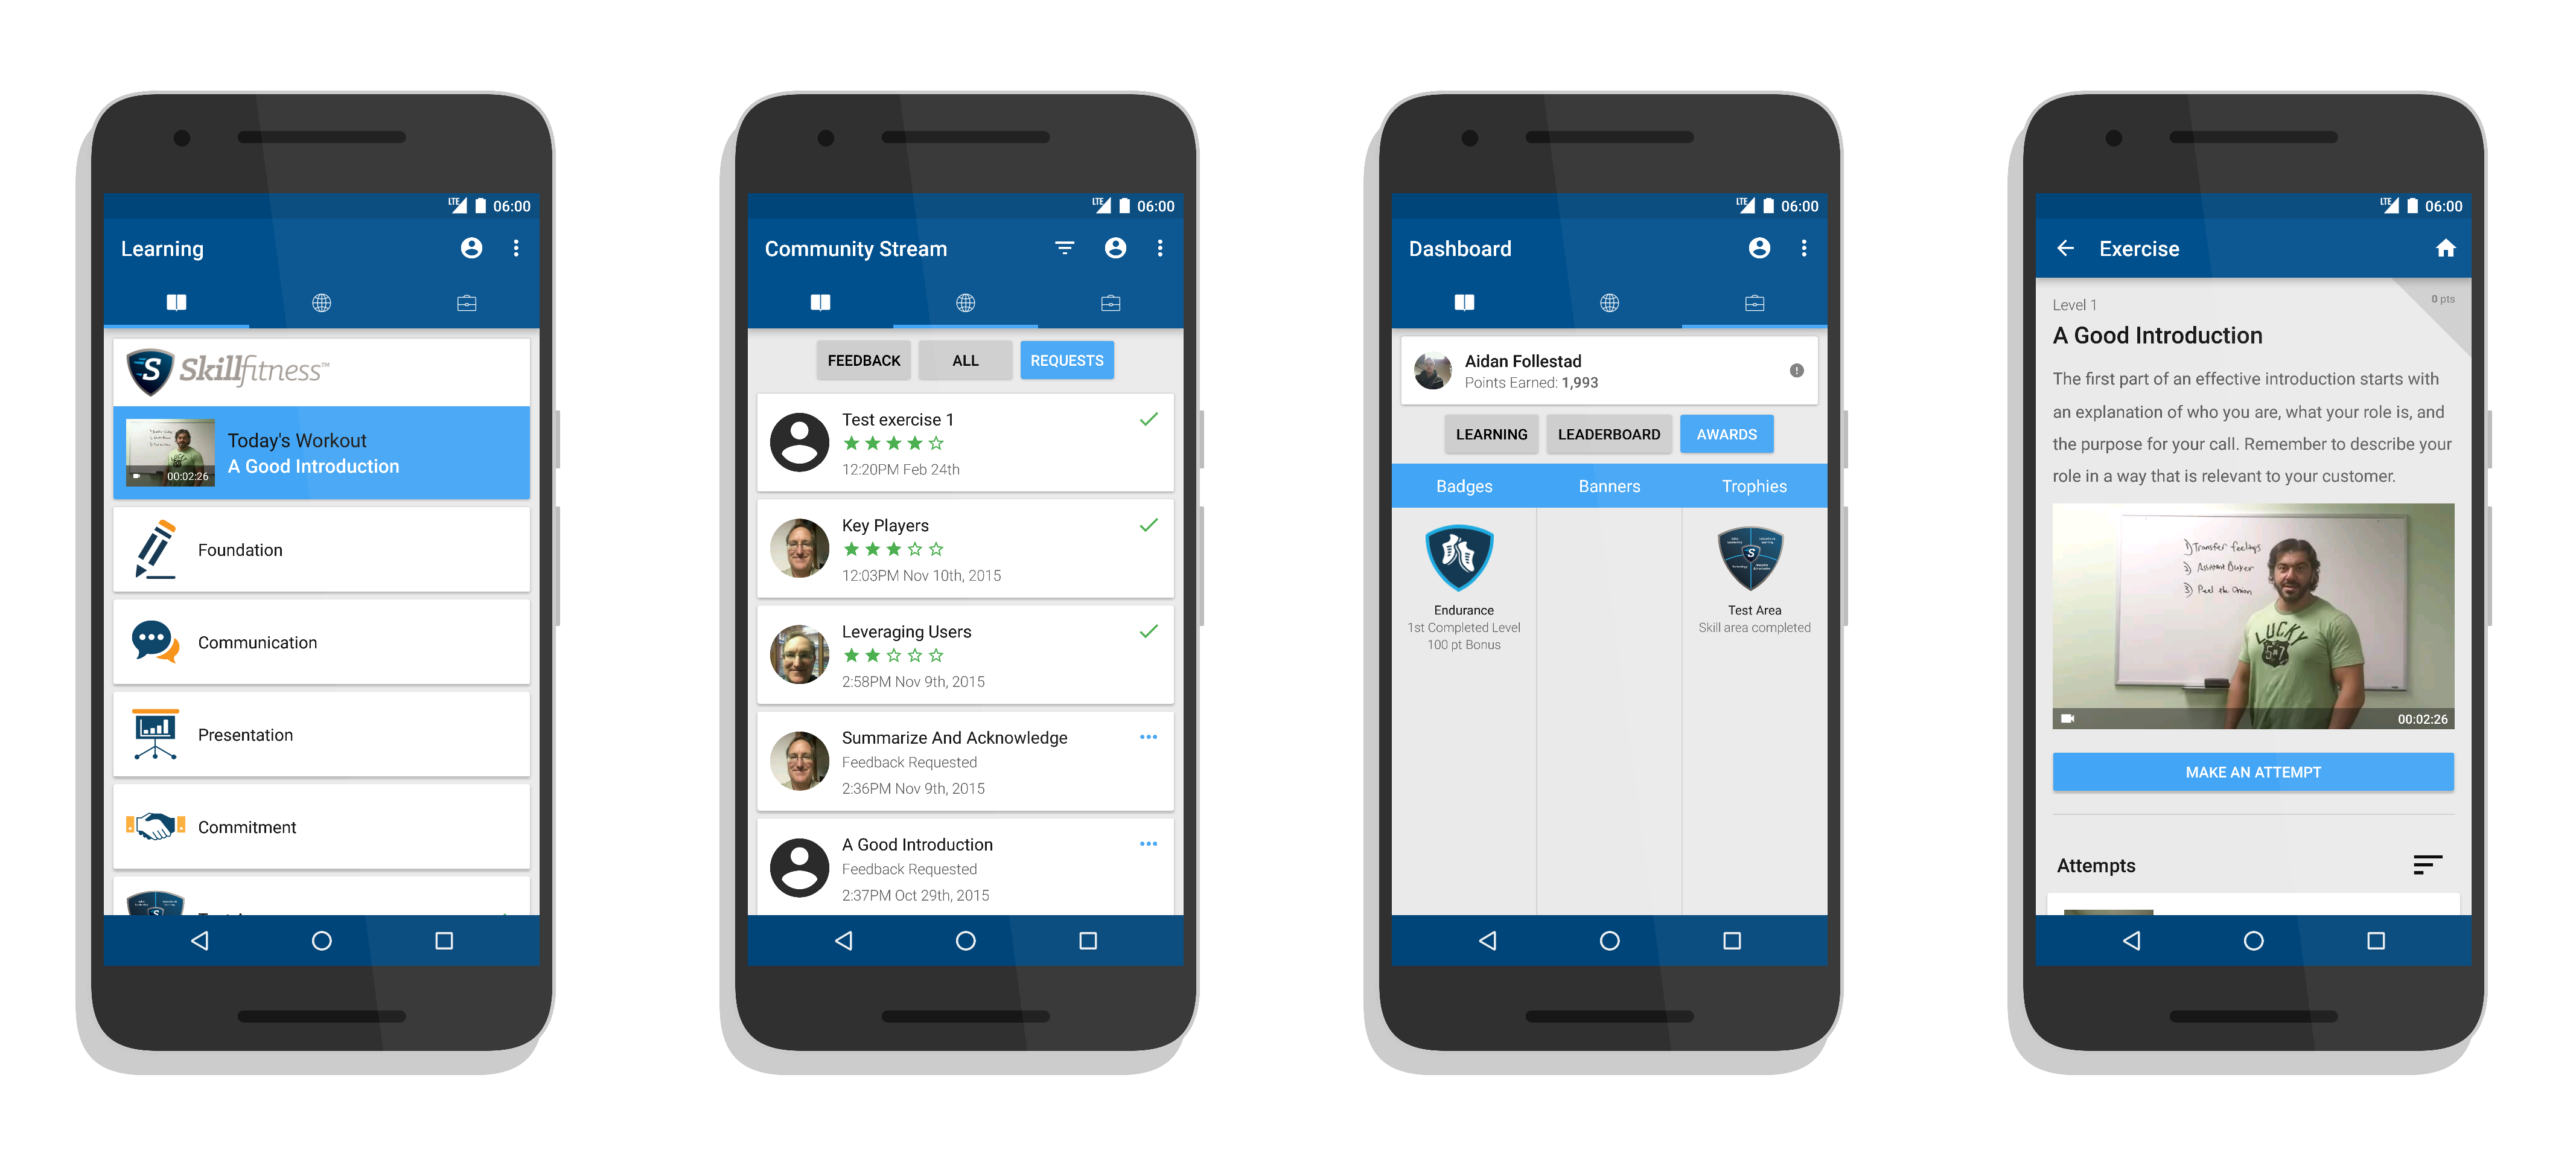 LTE 06:00
Learning
Skillfitness™
Today's Workout
A Good Introduction
00:02:26
Foundation
Communication
Presentation
Commitment
LTE 06:00
Community Stream
FEEDBACK ALL REQUESTS
Test exercise 1
12:20PM Feb 24th
Key Players
12:03PM Nov 10th, 2015
Leveraging Users
2:58PM Nov 9th, 2015
Summarize And Acknowledge
Feedback Requested
2:36PM Nov 9th, 2015
A Good Introduction
Feedback Requested
2:37PM Oct 29th, 2015
LTE 06:00
Dashboard
Aidan Follestad
Points Earned: 1,993
LEARNING LEADERBOARD AWARDS
Badges Banners Trophies
Endurance
1st Completed Level
100 pt Bonus
S
Test Area
Skill area completed
LTE 06:00
Exercise
0 pts
Level 1
A Good Introduction
The first part of an effective introduction starts with
an explanation of who you are, what your role is, and
the purpose for your call. Remember to describe your
role in a way that is relevant to your customer.
1) Transfer feelings
2) Assistant Buyer
3) Peel the Onion
LUCKY
00:02:26
MAKE AN ATTEMPT
Attempts